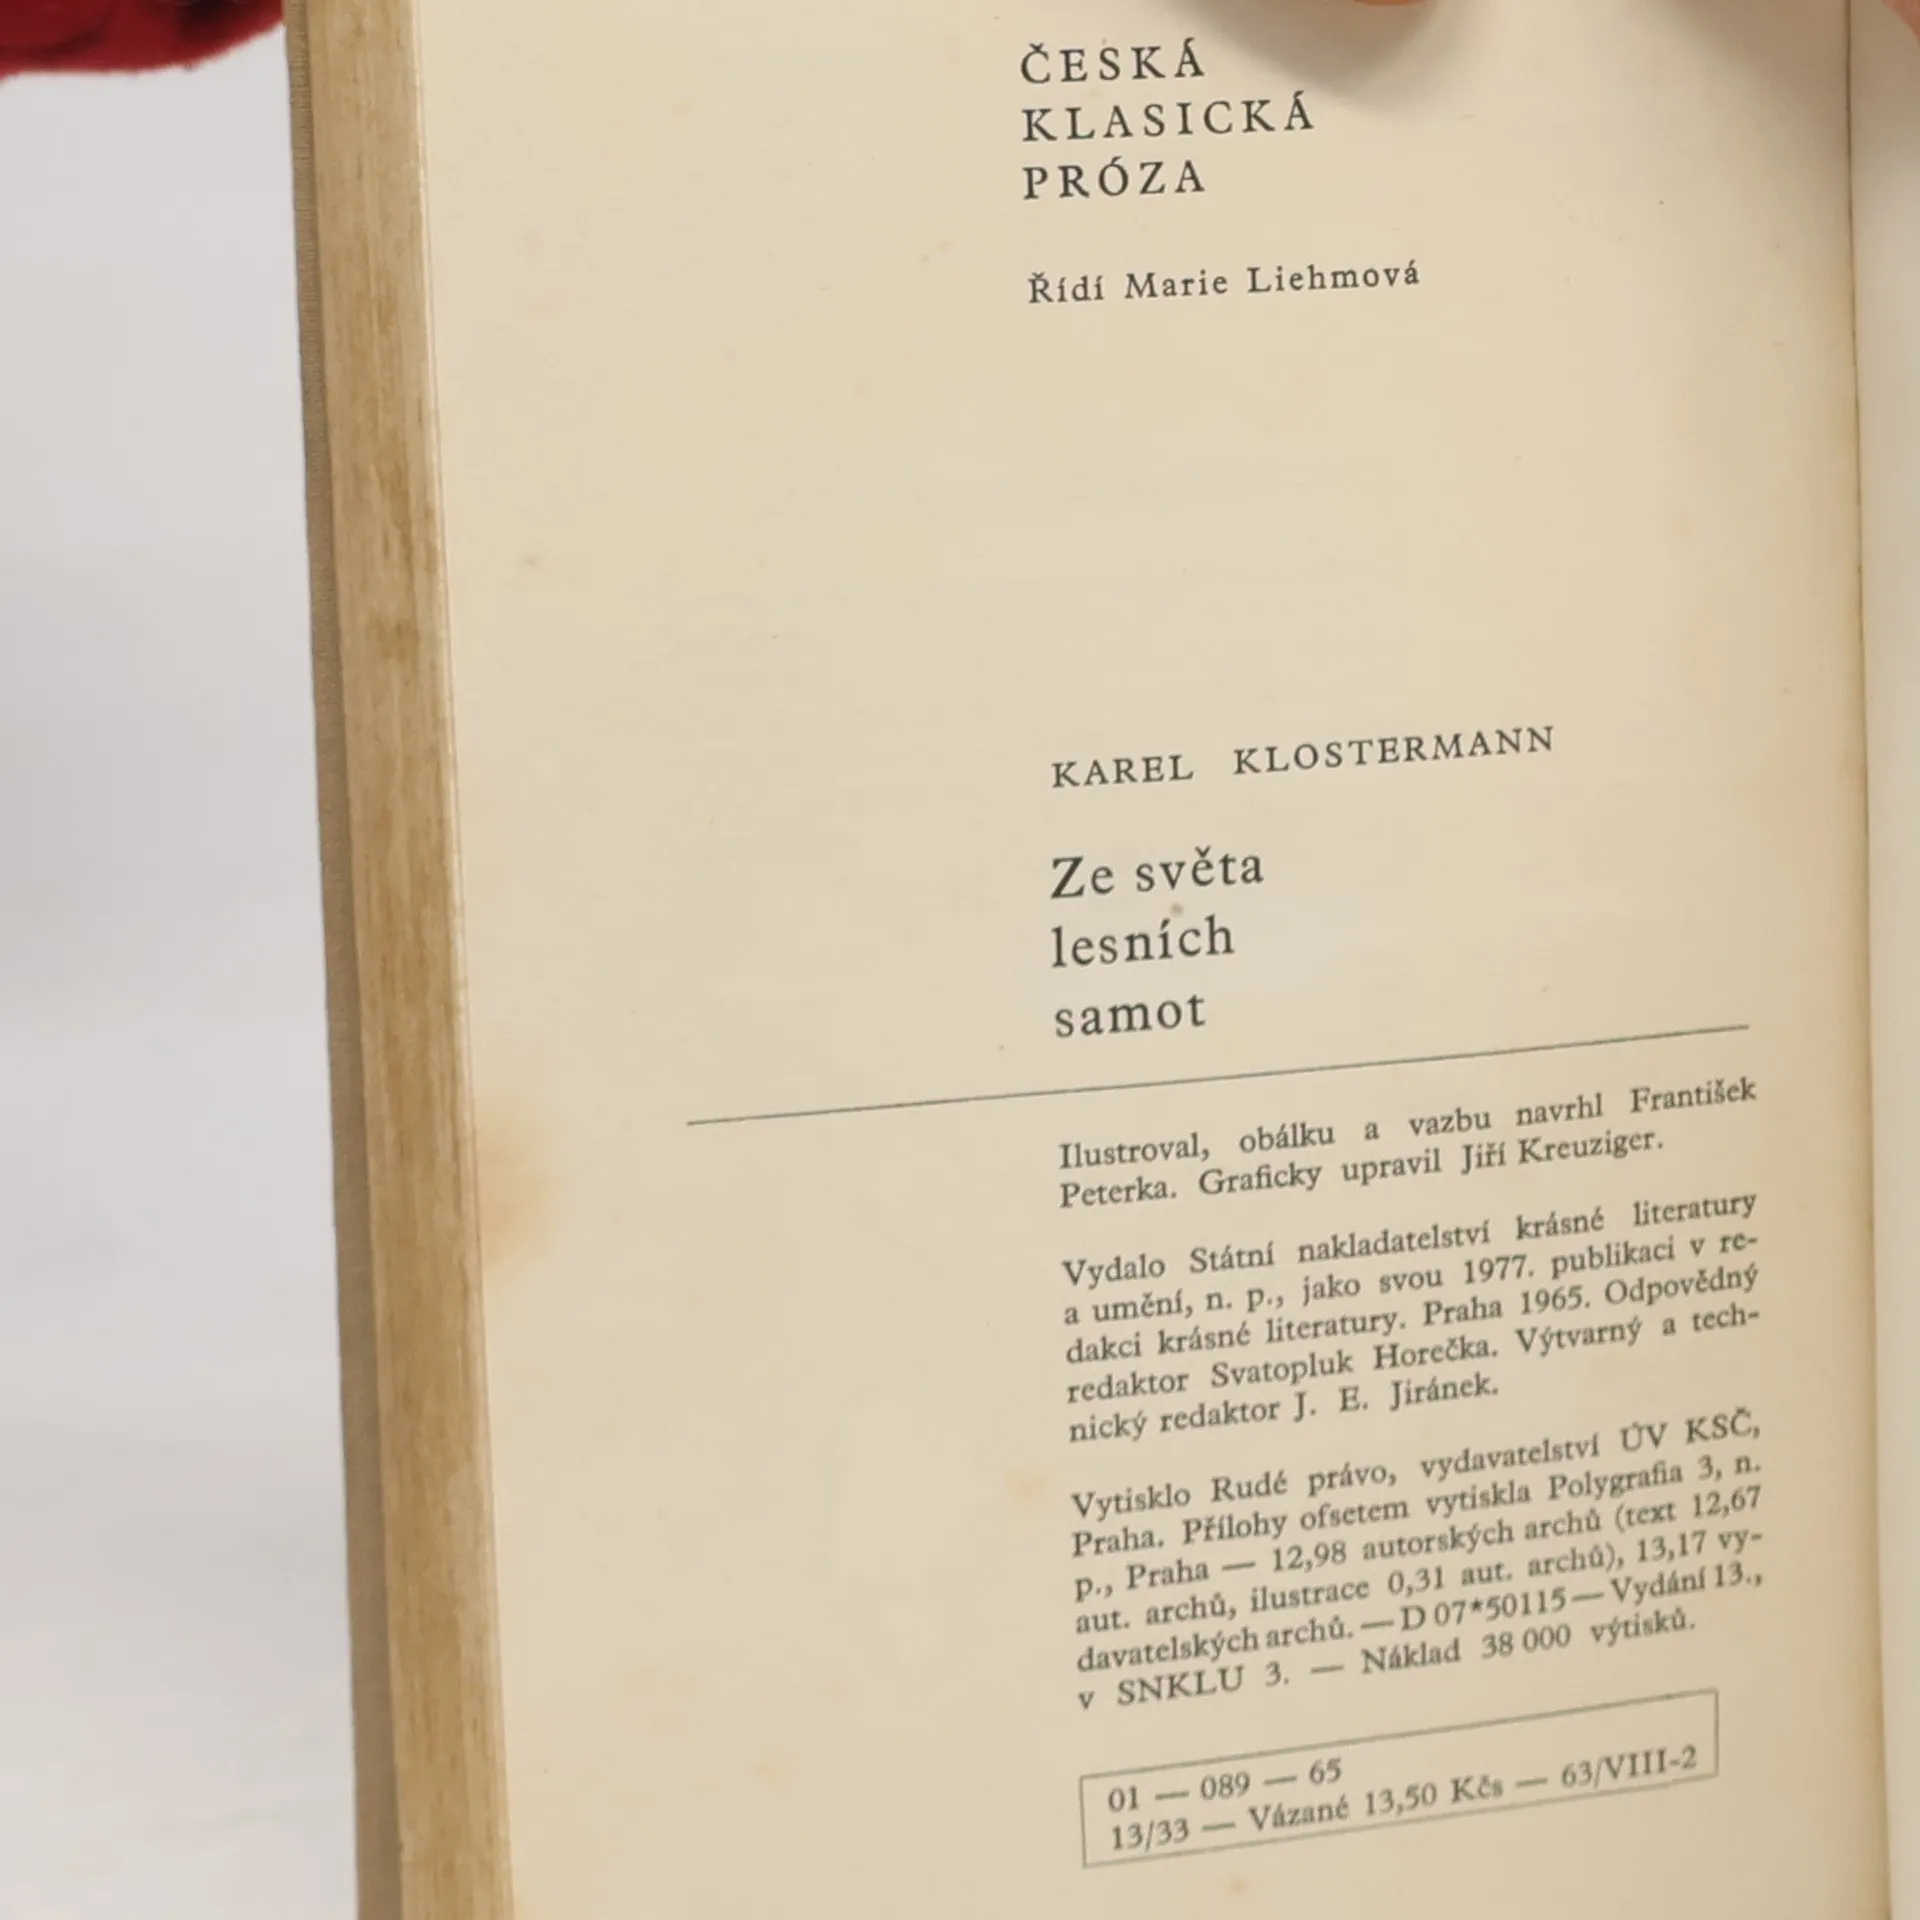 ČESKÁ
KLASICKÁ
PRÓZA
Řídí Marie Liehmová
KAREL KLOSTERMANN
Ze světa
lesních
samot
Ilustroval, obálku a vazbu navrhl František
Peterka. Graficky upravil Jiří Kreuziger.
Vydalo Státní nakladatelství krásné literatury
a umění, n. p., jako svou 1977. publikaci v re-
dakci krásné literatury. Praha 1965. Odpovědný
redaktor Svatopluk Horečka. Výtvarný a tech-
nický redaktor J. E. Jiránek.
Vytisklo Rudé právo, vydavatelství ÚV KSČ,
Praha. Přílohy ofsetem vytiskla Polygrafia 3, n.
p., Praha — 12,98 autorských archů (text 12,67
aut. archů, ilustrace 0,31 aut. archů), 13,17 vy-
davatelských archů. — D 07*50115 — Vydání 13.,
v SNKLU 3. — Náklad 38 000 výtisků.
01 — 089 — 65
13/33 — Vázané 13,50 Kčs — 63/VIII-2